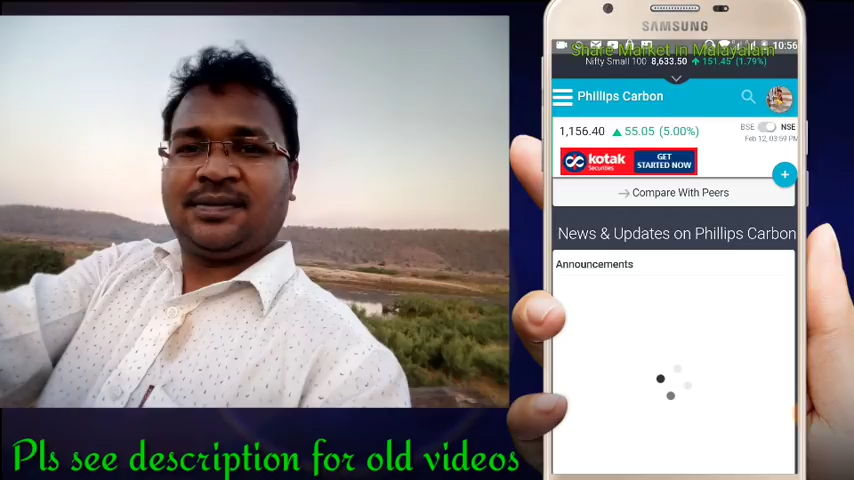 SAMSUNG
10:56
Share Market in Malayalam
Nifty Small 100 8,633.50 151.45 (1.79%)
Phillips Carbon
1,156.40 ▲ 55.05 (5.00%)
BSE NSE
Feb 12, 03:59 PM
kotak
Securities
GET
STARTED NOW
+
Compare With Peers
News & Updates on Phillips Carbon
Announcements
Pls see description for old videos